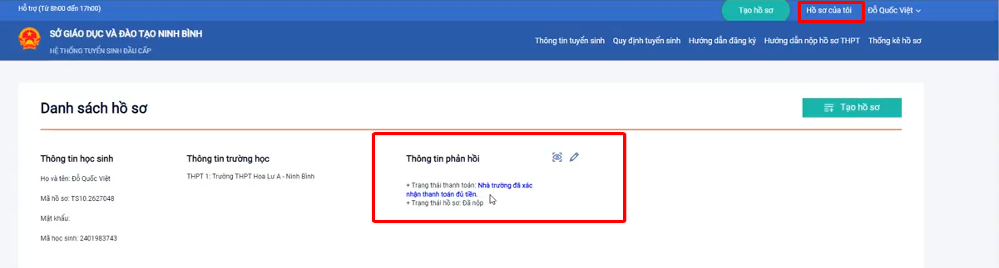 Hỗ trợ (Từ 8h00 đến 17h00)
Tạo hồ sơ
Hồ sơ của tôi
Đỗ Quốc Việt
SỞ GIÁO DỤC VÀ ĐÀO TẠO NINH BÌNH
HỆ THỐNG TUYỂN SINH ĐẦU CẤP
Thông tin tuyển sinh
Quy định tuyển sinh
Hướng dẫn đăng ký
Hướng dẫn nộp hồ sơ THPT
Thống kê hồ sơ
Danh sách hồ sơ
Tạo hồ sơ
Thông tin học sinh
Họ và tên: Đỗ Quốc Việt
Mã hồ sơ: TS10.2627048
Mật khẩu:
Mã học sinh: 2401983743
Thông tin trường học
THPT 1: Trường THPT Hoa Lư A - Ninh Bình
Thông tin phản hồi
+ Trạng thái thanh toán: Nhà trường đã xác
nhận thanh toán đủ tiền.
+ Trạng thái hồ sơ: Đã nộp